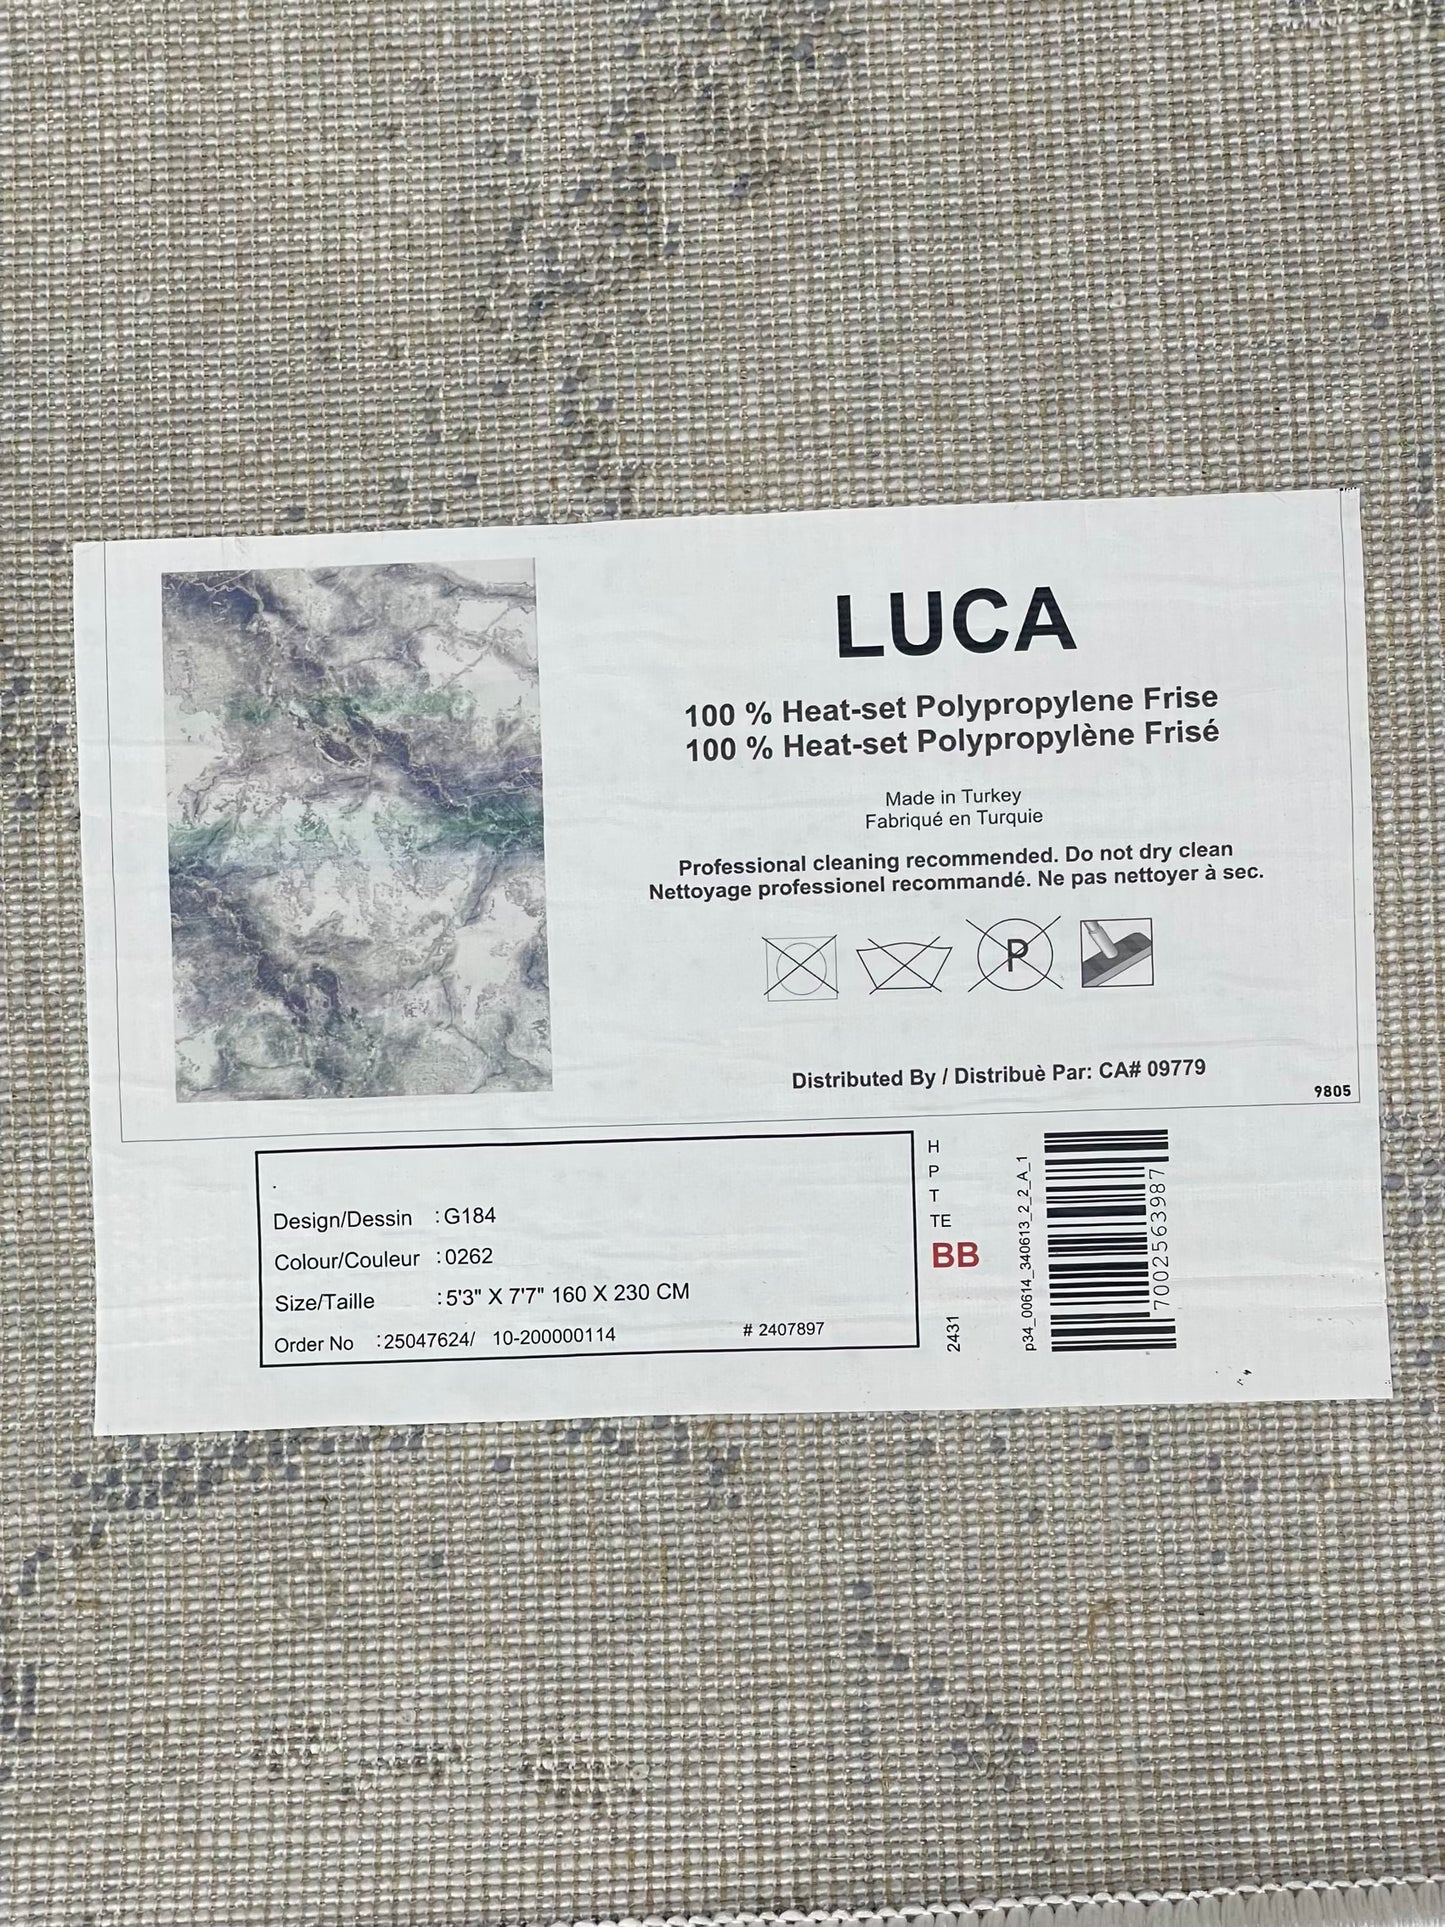 LUCA
100 % Heat-set Polypropylene Frise
100 % Heat-set Polypropylène Frisé
Made in Turkey
Fabriqué en Turquie
Professional cleaning recommended. Do not dry clean
Nettoyage professionel recommandé. Ne pas nettoyer à sec.
P
Distributed By / Distribuè Par: CA# 09779
9805
.
Design/Dessin :G184
Colour/Couleur :0262
Size/Taille :5'3" X 7'7" 160 X 230 CM
Order No :25047624/ 10-200000114 # 2407897
H
P
T
TE
BB
2431
p34_00614_340613_2_2_A_1
7002563987